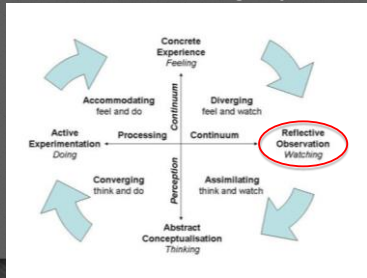 Concrete
Experience
Feeling
Accommodating
feel and do
Continuum
Diverging
feel and watch
Active
Experimentation
Doing
Processing
Continuum
Reflective
Observation
Watching
Converging
think and do
Perception
Assimilating
think and watch
Abstract
Conceptualisation
Thinking